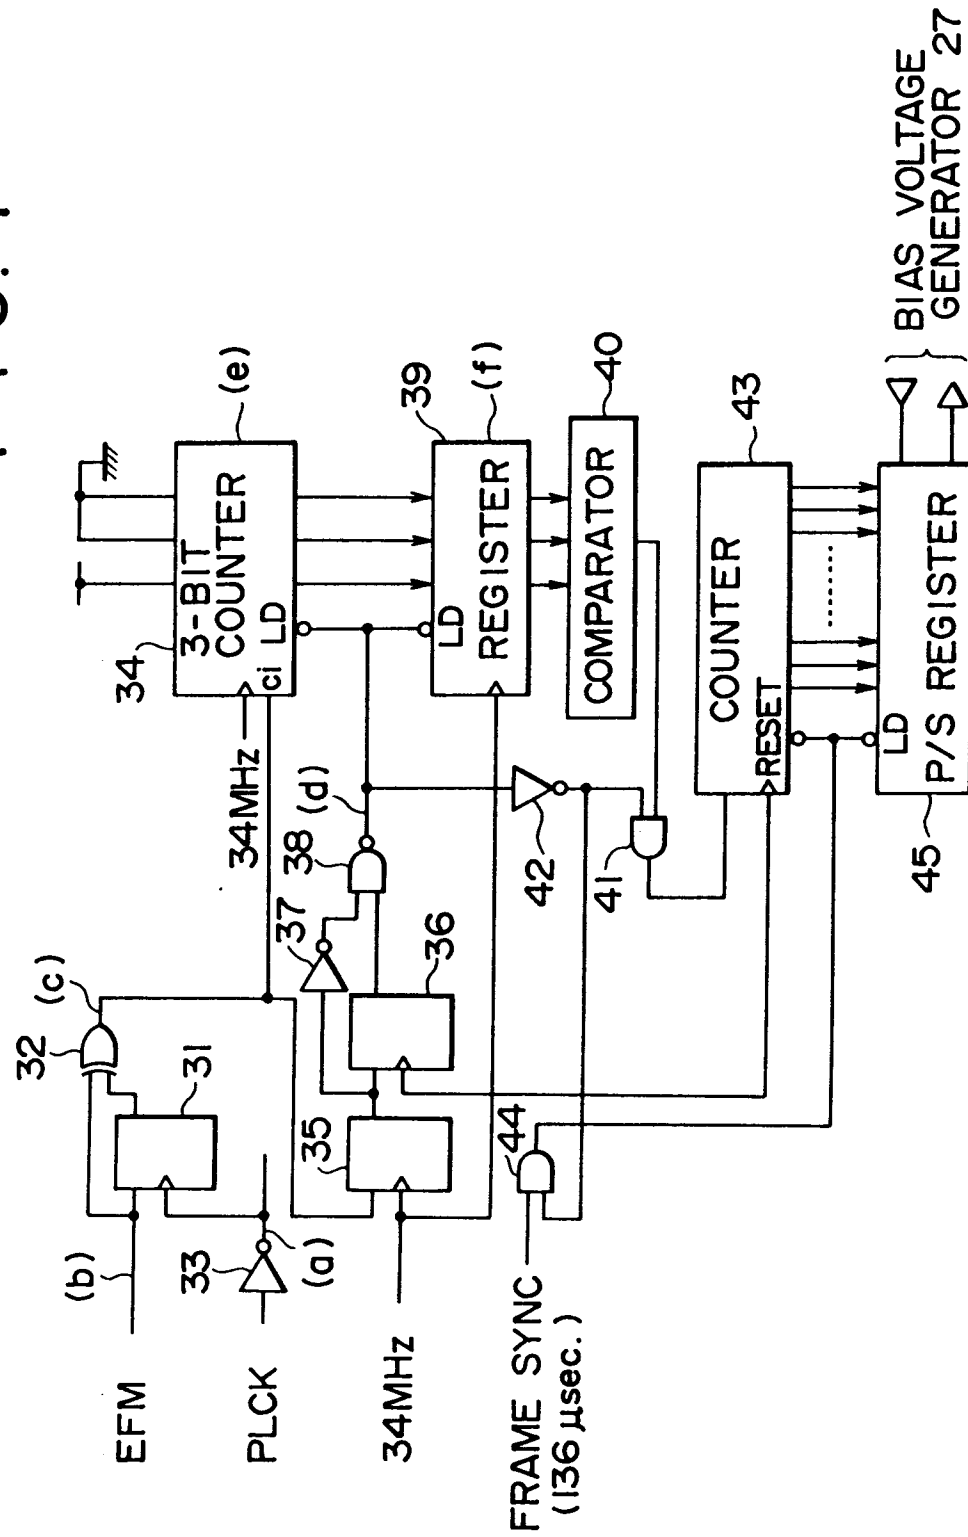 EFM
(b)
32
(c)
31
PLCK
33
(a)
34MHz
35
36
37
38
(d)
34MHz
34
3-BIT
COUNTER
ci
LD
(e)
39
LD
REGISTER
(f)
40
COMPARATOR
42
41
FRAME SYNC
(136 μsec.)
44
43
COUNTER
RESET
45
LD
P/S REGISTER
BIAS VOLTAGE
GENERATOR 27